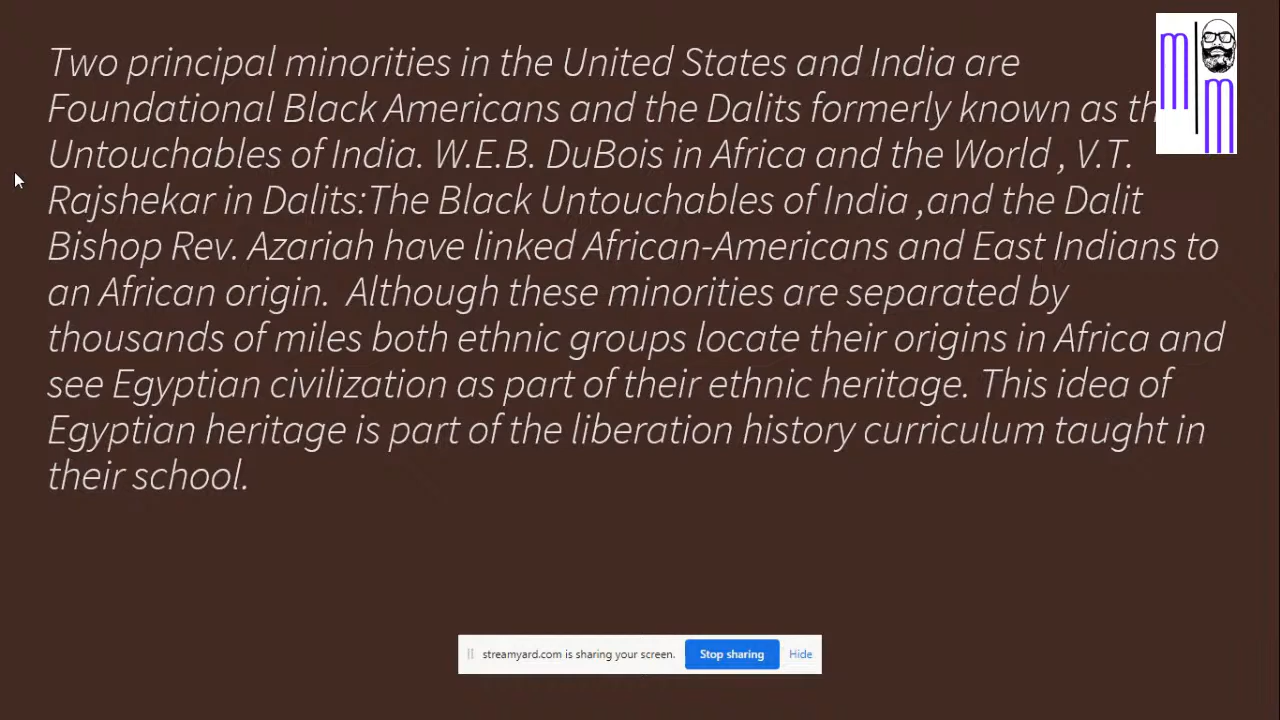 Two principal minorities in the United States and India are
Foundational Black Americans and the Dalits formerly known as th
Untouchables of India. W.E.B. DuBois in Africa and the World , V.T.
Rajshekar in Dalits:The Black Untouchables of India ,and the Dalit
Bishop Rev. Azariah have linked African-Americans and East Indians to
an African origin.  Although these minorities are separated by
thousands of miles both ethnic groups locate their origins in Africa and
see Egyptian civilization as part of their ethnic heritage. This idea of
Egyptian heritage is part of the liberation history curriculum taught in
their school.
m
m
streamyard.com is sharing your screen. Stop sharing Hide